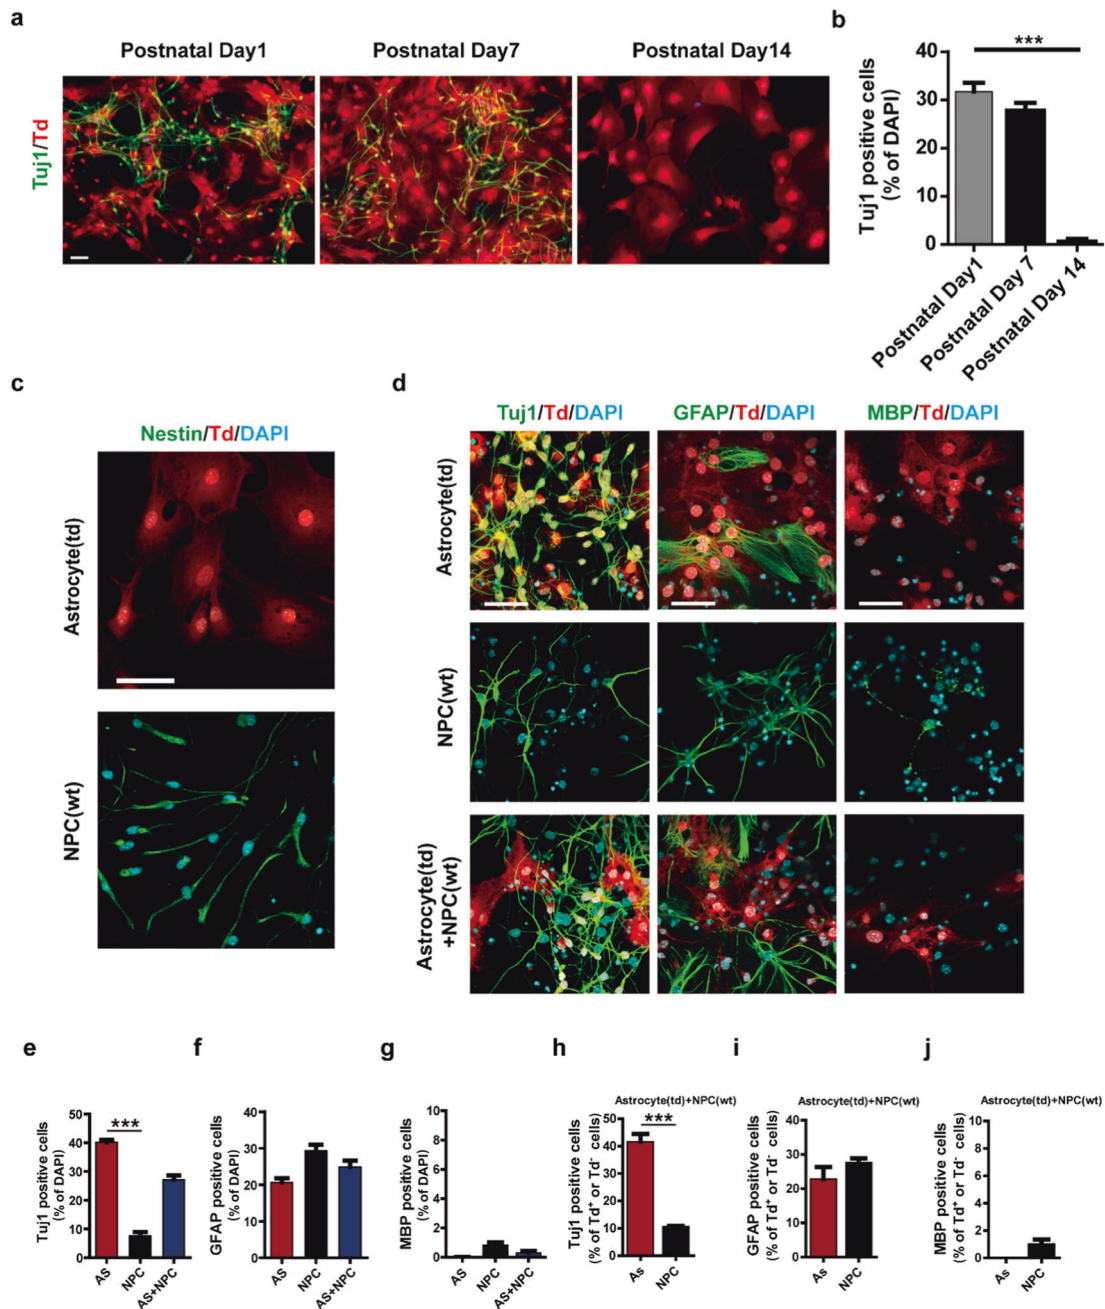 a
Postnatal Day1
Postnatal Day7
Postnatal Day14
Tuj1/Td
b
***
Tuj1 positive cells
(% of DAPI)
40
30
20
10
0
Postnatal Day1
Postnatal Day 7
Postnatal Day 14
c
Nestin/Td/DAPI
Astrocyte(td)
NPC(wt)
d
Tuj1/Td/DAPI
GFAP/Td/DAPI
MBP/Td/DAPI
Astrocyte(td)
NPC(wt)
Astrocyte(td)
+NPC(wt)
e
Tuj1 positive cells
(% of DAPI)
50
40
30
20
10
0
***
AS
NPC
AS+NPC
f
GFAP positive cells
(% of DAPI)
40
30
20
10
0
AS
NPC
AS+NPC
g
MBP positive cells
(% of DAPI)
10
8
6
4
2
0
AS
NPC
AS+NPC
h
Astrocyte(td)+NPC(wt)
Tuj1 positive cells
(% of Td⁺ or Td⁻ cells)
50
40
30
20
10
0
***
As
NPC
i
Astrocyte(td)+NPC(wt)
GFAP positive cells
(% of Td⁺ or Td⁻ cells)
40
30
20
10
0
As
NPC
j
Astrocyte(td)+NPC(wt)
MBP positive cells
(% of Td⁺ or Td⁻ cells)
10
8
6
4
2
0
As
NPC